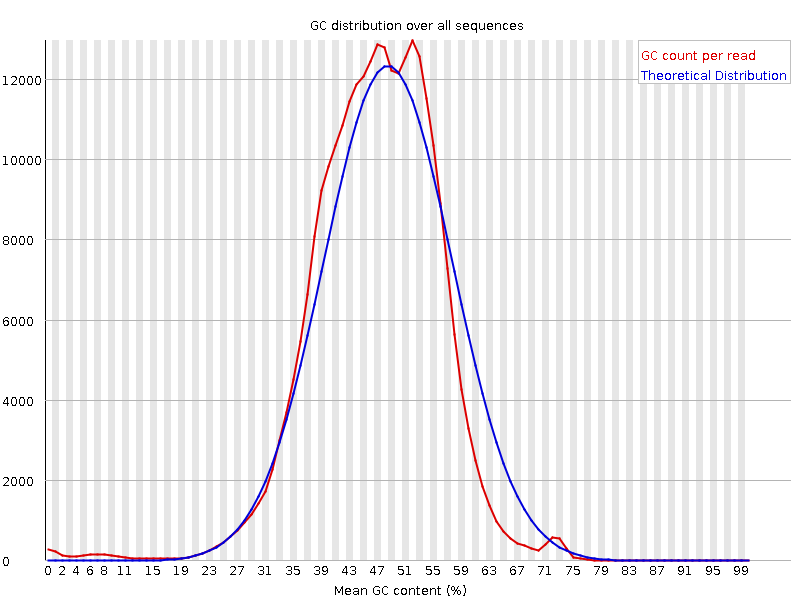 GC distribution over all sequences
GC count per read
Theoretical Distribution
12000
10000
8000
6000
4000
2000
0
0 2 4 6 8 11 15 19 23 27 31 35 39 43 47 51 55 59 63 67 71 75 79 83 87 91 95 99
Mean GC content (%)